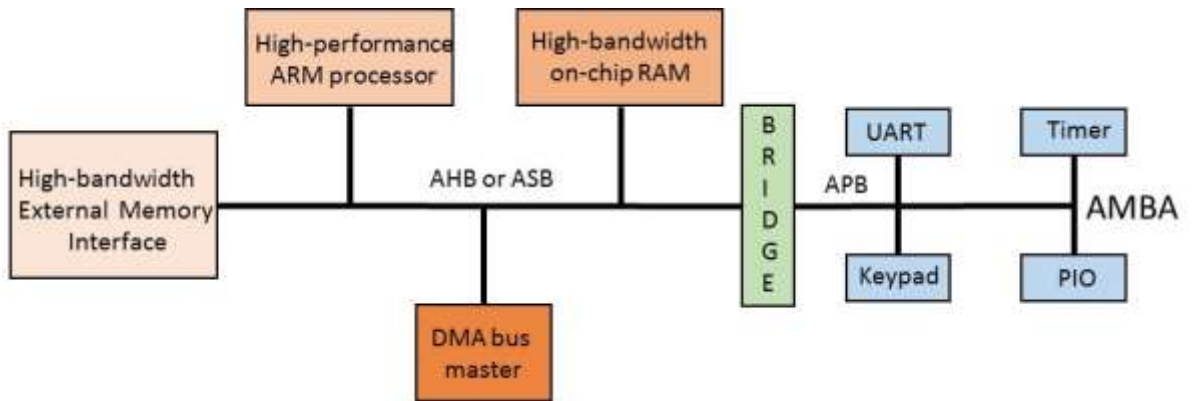 High-performance
ARM processor
High-bandwidth
on-chip RAM
High-bandwidth
External Memory
Interface
AHB or ASB
DMA bus
master
B
R
I
D
G
E
APB
UART
Timer
AMBA
Keypad
PIO